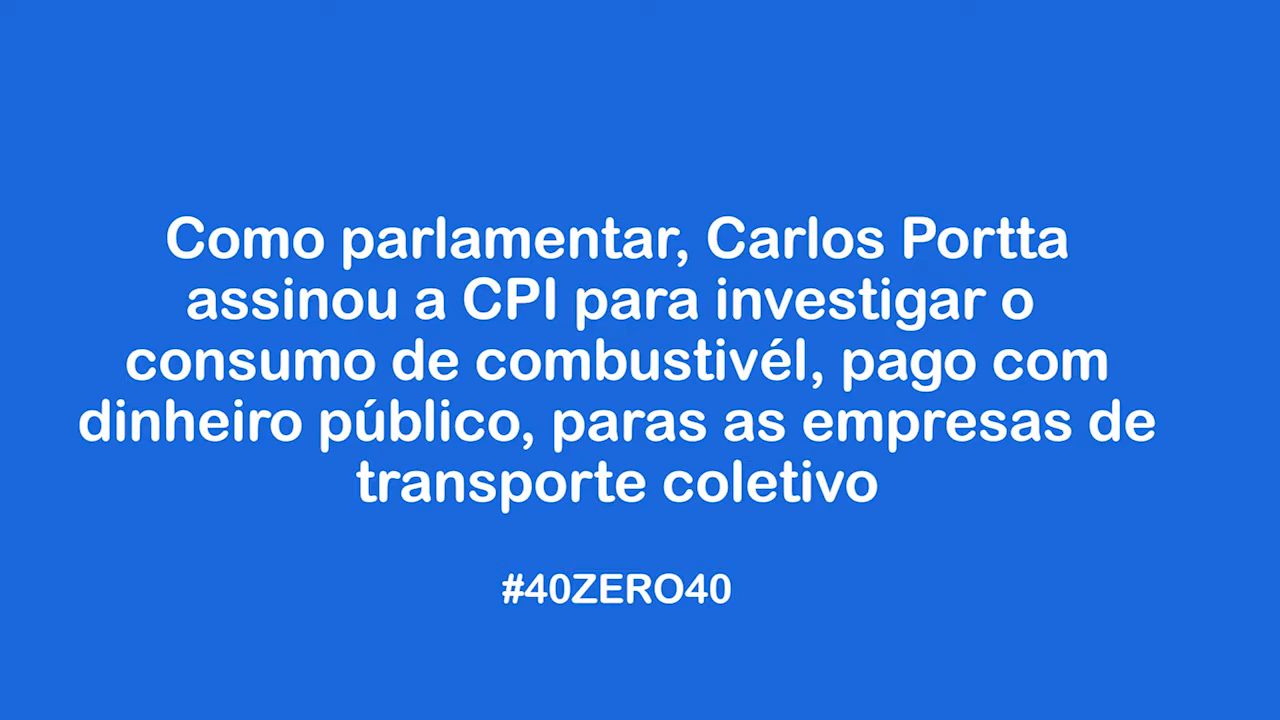 Como parlamentar, Carlos Portta
assinou a CPI para investigar o
consumo de combustivél, pago com
dinheiro público, paras as empresas de
transporte coletivo
#40ZERO40